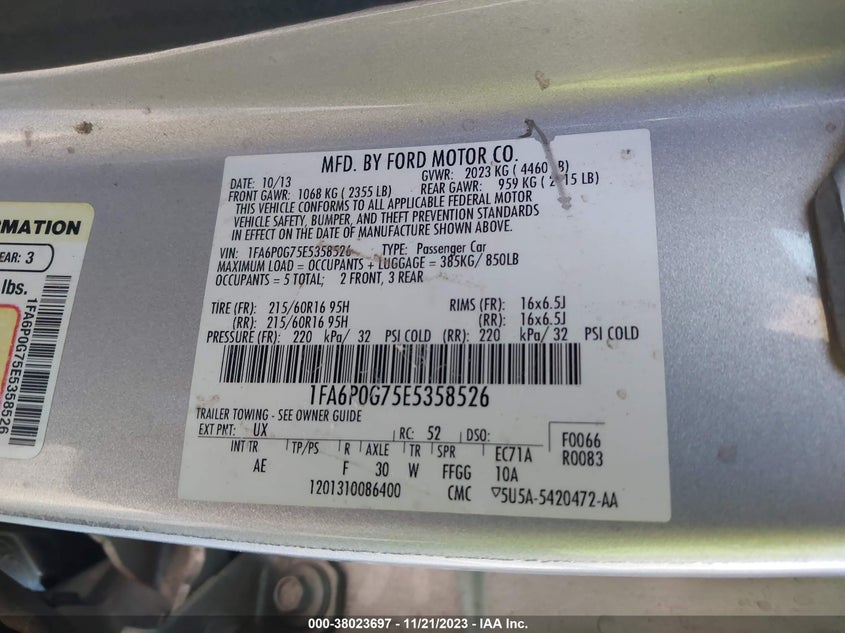 MFD. BY FORD MOTOR CO.
DATE: 10/13 GVWR: 2023 KG ( 4460 LB)
FRONT GAWR: 1068 KG ( 2355 LB) REAR GAWR: 959 KG ( LB)
THIS VEHICLE CONFORMS TO ALL APPLICABLE FEDERAL MOTOR
VEHICLE SAFETY, BUMPER, AND THEFT PREVENTION STANDARDS
IN EFFECT ON THE DATE OF MANUFACTURE SHOWN ABOVE.
VIN: 1FA6P0G75E5358526 TYPE: Passenger Car
MAXIMUM LOAD = OCCUPANTS + LUGGAGE = 385KG/ 850LB
OCCUPANTS = 5 TOTAL; 2 FRONT, 3 REAR
TIRE (FR): 215/60R16 95H RIMS (FR): 16x6.5J
(RR): 215/60R16 95H (RR): 16x6.5J
PRESSURE (FR): 220 kPa/ 32 PSI COLD (RR): 220 kPa/ 32 PSI COLD
1FA6P0G75E5358526
TRAILER TOWING - SEE OWNER GUIDE
EXT PNT: UX RC: 52 DSO: F0066
INT TR TP/PS R AXLE TR SPR EC71A R0083
AE F 30 W FFGG 10A
1201310086400 CMC ▽5U5A-5420472-AA
RMATION
EAR: 3
lbs.
1FA6P0G75E5358526
000-38023697 - 11/21/2023 - IAA Inc.